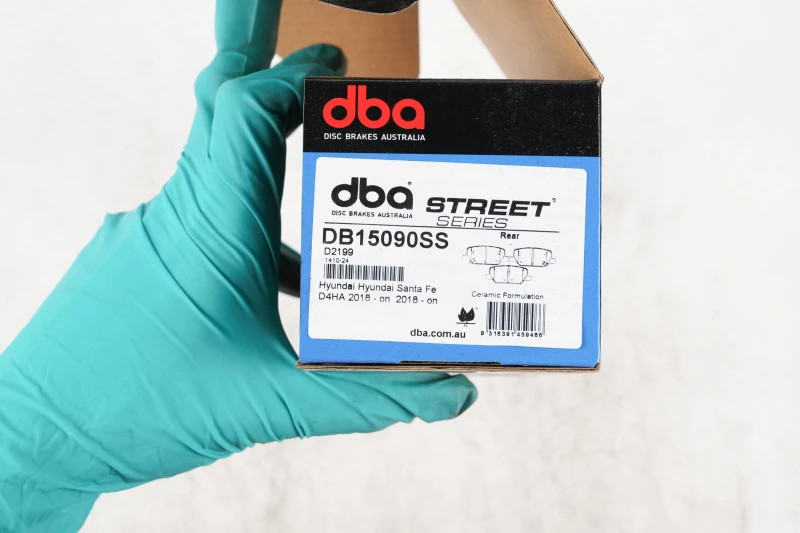 dba
DISC BRAKES AUSTRALIA
dba®
DISC BRAKES AUSTRALIA
STREET®
SERIES
DB15090SS
Rear
D2199
1410-24
Hyundai Hyundai Santa Fe
D4HA 2018 - on 2018 - on
Ceramic Formulation
dba.com.au
9 318391 459466